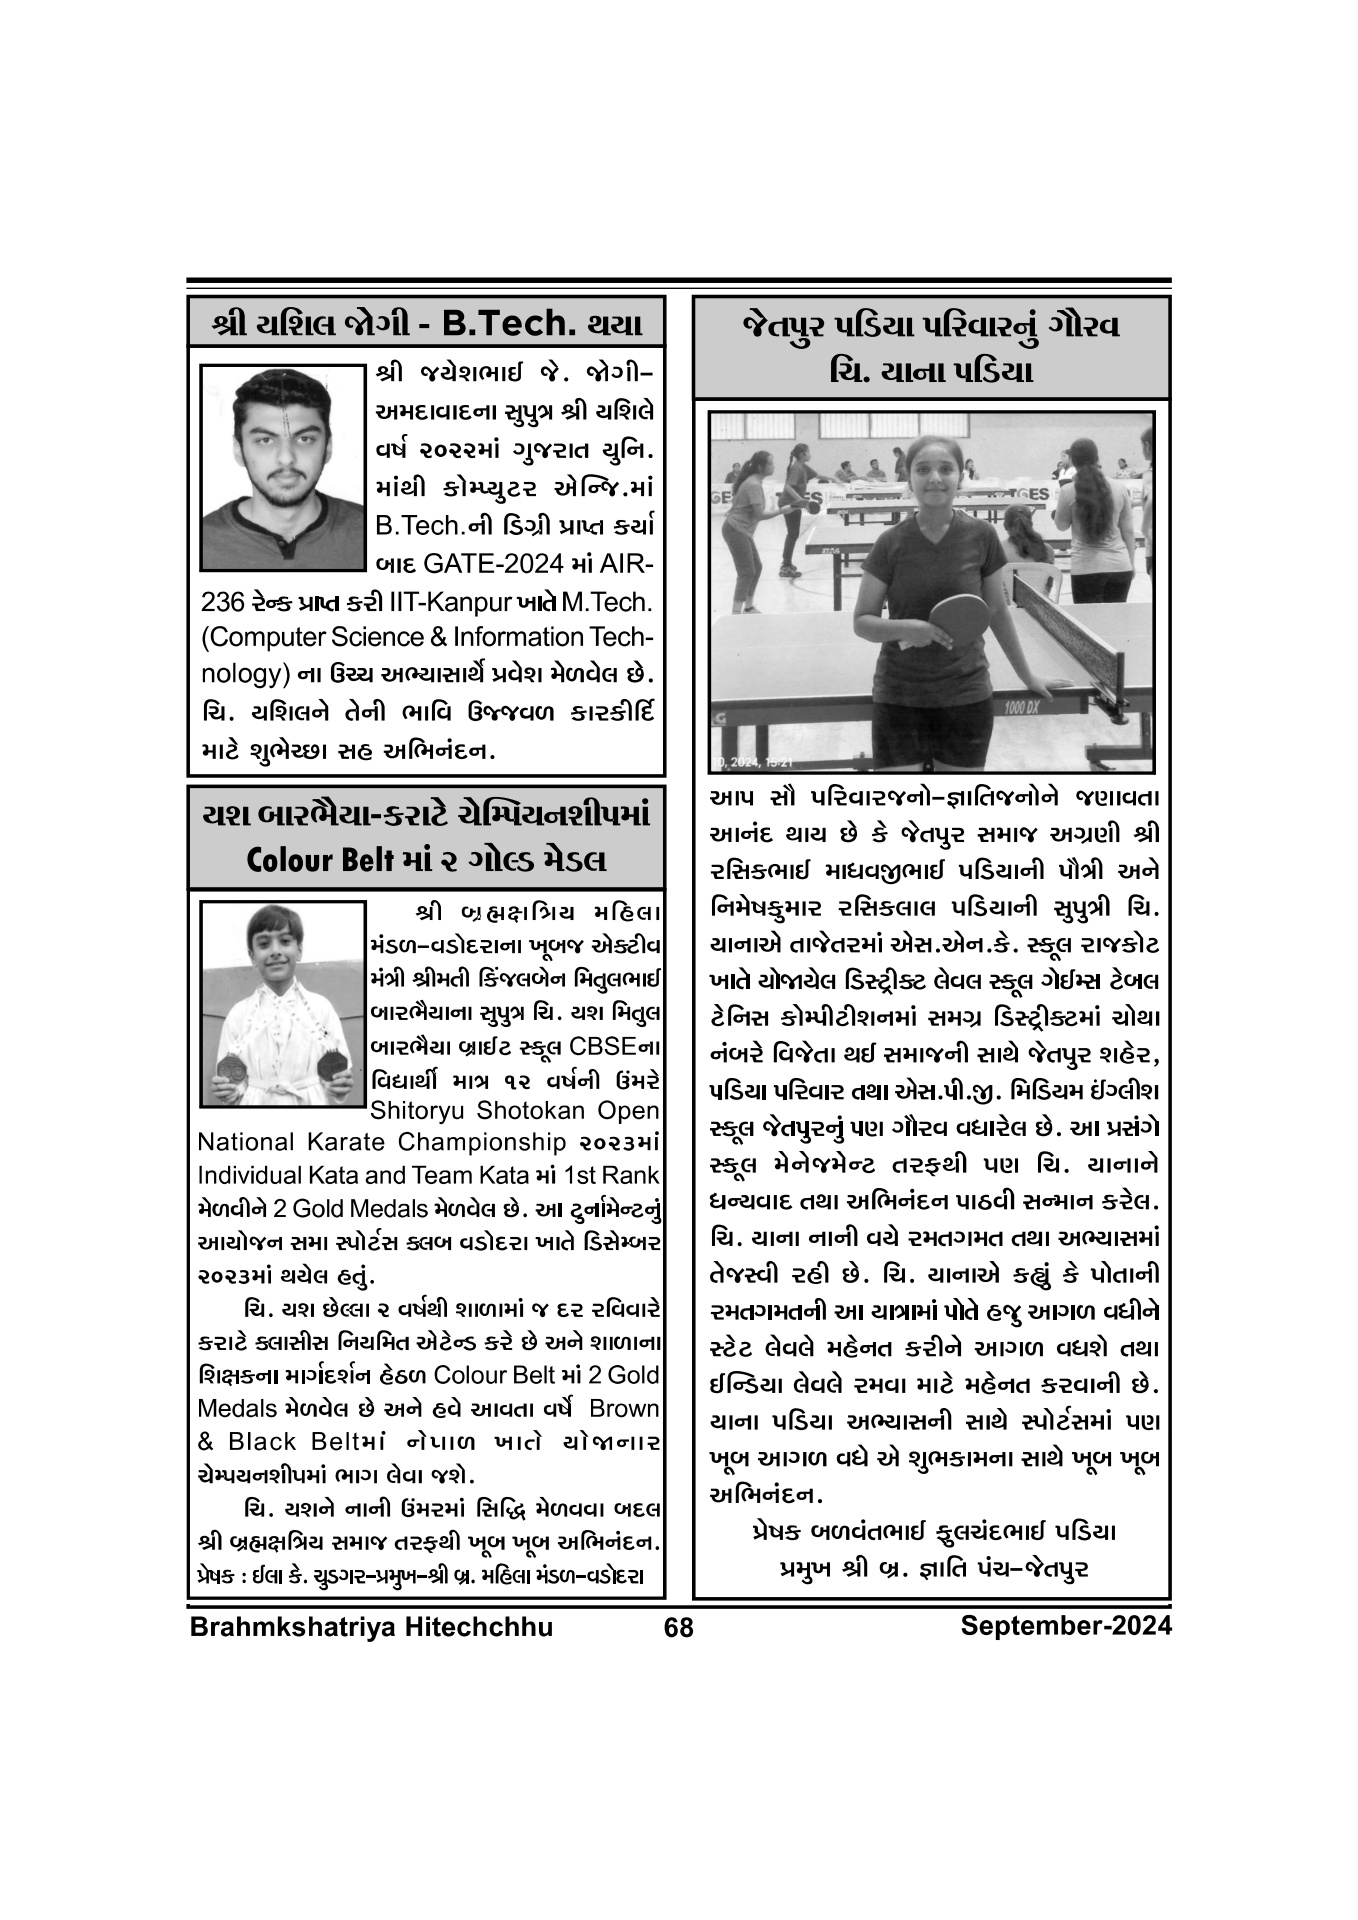 શ્રી યશિલ જોગી - B.Tech. થયા
શ્રી જયેશભાઈ જે. જોગી–
અમદાવાદના સુપુત્ર શ્રી યશિલે
વર્ષ ૨૦૨૨માં ગુજરાત યુનિ.
માંથી કોમ્પ્યુટર એન્જિ.માં
B.Tech.ની ડિગ્રી પ્રાપ્ત કર્યા
બાદ GATE-2024 માં AIR-
236 રેન્ક પ્રાપ્ત કરી IIT-Kanpur ખાતે M.Tech.
(Computer Science & Information Tech-
nology) ના ઉચ્ચ અભ્યાસાર્થે પ્રવેશ મેળવેલ છે.
ચિ. યશિલને તેની ભાવિ ઉજ્જવળ કારકીર્દિ
માટે શુભેચ્છા સહ અભિનંદન.
યશ બારભૈયા-કરાટે ચેમ્પિયનશીપમાં
Colour Belt માં ૨ ગોલ્ડ મેડલ
શ્રી બ્રહ્મક્ષત્રિય મહિલા
મંડળ–વડોદરાના ખૂબજ એક્ટીવ
મંત્રી શ્રીમતી કિંજલબેન મિતુલભાઈ
બારભૈયાના સુપુત્ર ચિ. યશ મિતુલ
બારભૈયા બ્રાઈટ સ્કૂલ CBSEના
વિદ્યાર્થી માત્ર ૧૨ વર્ષની ઉંમરે
Shitoryu Shotokan Open
National Karate Championship ૨૦૨૩માં
Individual Kata and Team Kata માં 1st Rank
મેળવીને 2 Gold Medals મેળવેલ છે. આ ટુર્નામેન્ટનું
આયોજન સમા સ્પોર્ટસ ક્લબ વડોદરા ખાતે ડિસેમ્બર
૨૦૨૩માં થયેલ હતું.
ચિ. યશ છેલ્લા ૨ વર્ષથી શાળામાં જ દર રવિવારે
કરાટે ક્લાસીસ નિયમિત એટેન્ડ કરે છે અને શાળાના
શિક્ષકના માર્ગદર્શન હેઠળ Colour Belt માં 2 Gold
Medals મેળવેલ છે અને હવે આવતા વર્ષે Brown
& Black Beltમાં નેપાળ ખાતે યોજાનાર
ચેમ્પયનશીપમાં ભાગ લેવા જશે.
ચિ. યશને નાની ઉંમરમાં સિદ્ધિ મેળવવા બદલ
શ્રી બ્રહ્મક્ષત્રિય સમાજ તરફથી ખૂબ ખૂબ અભિનંદન.
પ્રેષક : ઈલા કે. ચુડગર–પ્રમુખ–શ્રી બ્ર. મહિલા મંડળ–વડોદરા
જેતપુર પડિયા પરિવારનું ગૌરવ
ચિ. યાના પડિયા
1000 DX
10, 2024, 15:21
આપ સૌ પરિવારજનો–જ્ઞાતિજનોને જણાવતા
આનંદ થાય છે કે જેતપુર સમાજ અગ્રણી શ્રી
રસિકભાઈ માધવજીભાઈ પડિયાની પૌત્રી અને
નિમેષકુમાર રસિકલાલ પડિયાની સુપુત્રી ચિ.
યાનાએ તાજેતરમાં એસ.એન.કે. સ્કૂલ રાજકોટ
ખાતે યોજાયેલ ડિસ્ટ્રીક્ટ લેવલ સ્કૂલ ગેઈમ્સ ટેબલ
ટેનિસ કોમ્પીટીશનમાં સમગ્ર ડિસ્ટ્રીક્ટમાં ચોથા
નંબરે વિજેતા થઈ સમાજની સાથે જેતપુર શહેર,
પડિયા પરિવાર તથા એસ.પી.જી. મિડિયમ ઈંગ્લીશ
સ્કૂલ જેતપુરનું પણ ગૌરવ વધારેલ છે. આ પ્રસંગે
સ્કૂલ મેનેજમેન્ટ તરફથી પણ ચિ. યાનાને
ધન્યવાદ તથા અભિનંદન પાઠવી સન્માન કરેલ.
ચિ. યાના નાની વયે રમતગમત તથા અભ્યાસમાં
તેજસ્વી રહી છે. ચિ. યાનાએ કહ્યું કે પોતાની
રમતગમતની આ યાત્રામાં પોતે હજુ આગળ વધીને
સ્ટેટ લેવલે મહેનત કરીને આગળ વધશે તથા
ઈન્ડિયા લેવલે રમવા માટે મહેનત કરવાની છે.
યાના પડિયા અભ્યાસની સાથે સ્પોર્ટસમાં પણ
ખૂબ આગળ વધે એ શુભકામના સાથે ખૂબ ખૂબ
અભિનંદન.
પ્રેષક બળવંતભાઈ ફુલચંદભાઈ પડિયા
પ્રમુખ શ્રી બ્ર. જ્ઞાતિ પંચ–જેતપુર
Brahmkshatriya Hitechchhu 68 September-2024